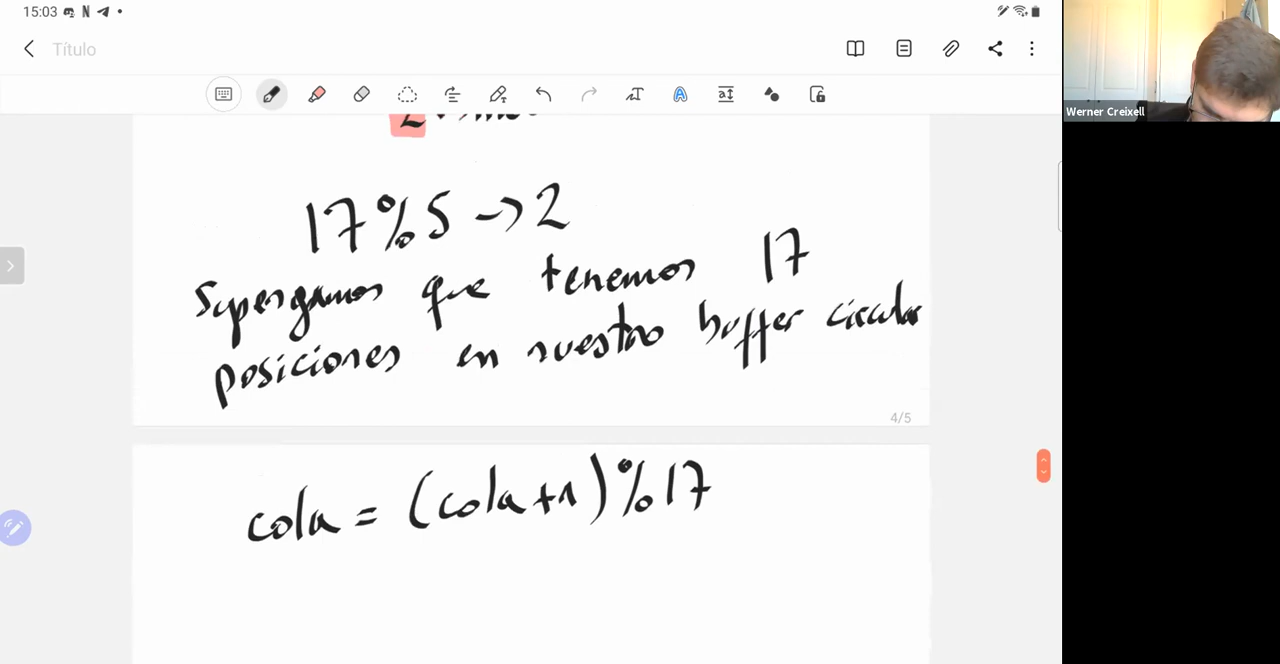 15:03
Título
Werner Creixell
17%5 → 2
Supongamos que tenemos 17
posiciones en nuestro buffer circular
4/5
cola = (cola+1)%17